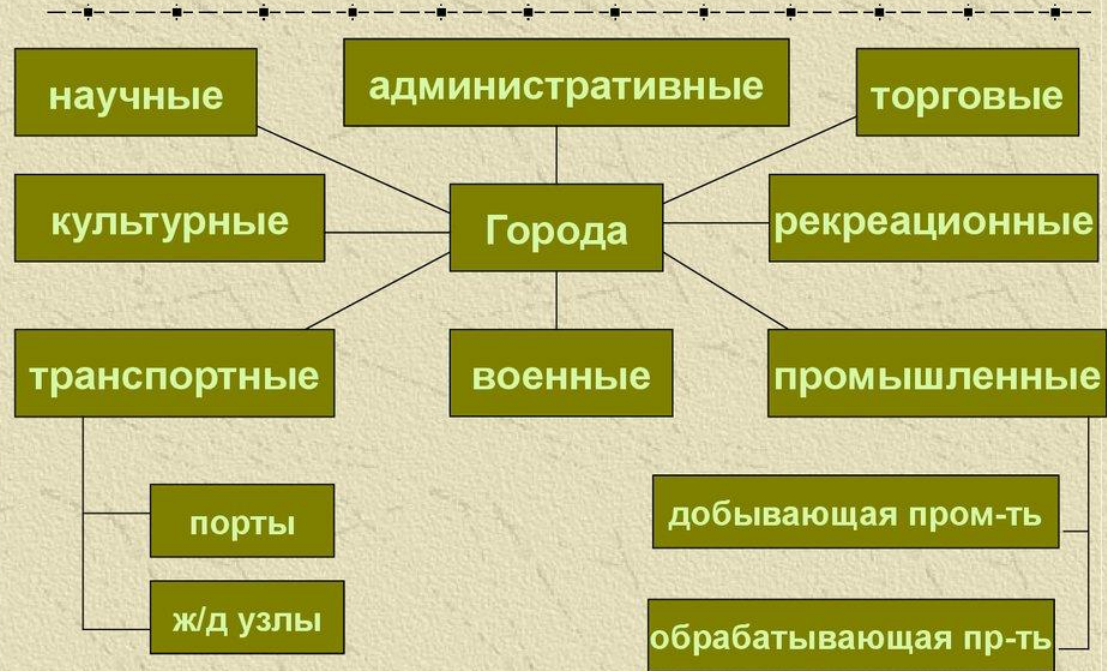 научные
административные
торговые
культурные
Города
рекреационные
транспортные
военные
промышленные
порты
добывающая пром-ть
ж/д узлы
обрабатывающая пр-ть